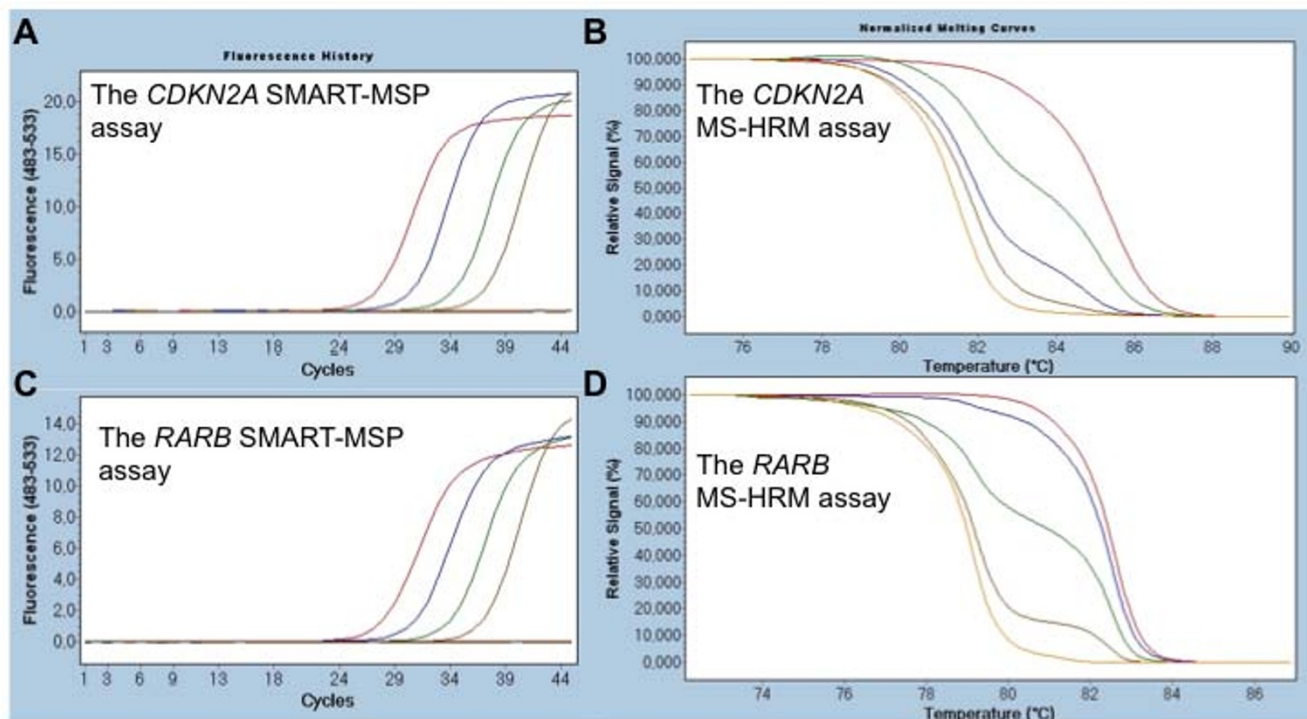 A
Fluorescence History
The CDKN2A SMART-MSP
assay
Fluorescence (483-533)
20.0
15.0
10.0
5.0
0.0
1 3 6 9 13 18 24 29 34 39 44
Cycles
B
Normalized Melting Curves
The CDKN2A
MS-HRM assay
Relative Signal (%)
100.000
90.000
80.000
70.000
60.000
50.000
40.000
30.000
20.000
10.000
0.000
76 78 80 82 84 86 88 90
Temperature (°C)
C
The RARB SMART-MSP
assay
Fluorescence (483-533)
14.0
12.0
10.0
8.0
6.0
4.0
2.0
0.0
1 3 6 9 13 18 24 29 34 39 44
Cycles
D
The RARB
MS-HRM assay
Relative Signal (%)
100.000
90.000
80.000
70.000
60.000
50.000
40.000
30.000
20.000
10.000
0.000
74 76 78 80 82 84 86
Temperature (°C)